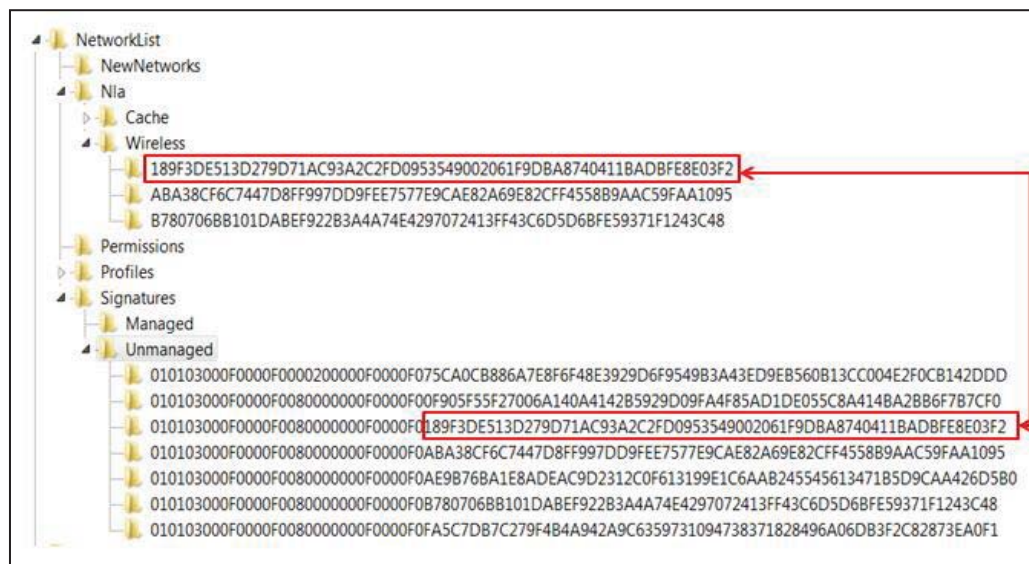 NetworkList
NewNetworks
Nla
Cache
Wireless
189F3DE513D279D71AC93A2C2FD0953549002061F9DBA8740411BADBFE8E03F2
ABA38CF6C7447D8FF997DD9FEE7577E9CAE82A69E82CFF4558B9AAC59FAA1095
B780706BB101DABEF922B3A4A74E4297072413FF43C6D5D6BFE59371F1243C48
Permissions
Profiles
Signatures
Managed
Unmanaged
010103000F0000F0000200000F0000F075CA0CB886A7E8F6F48E3929D6F9549B3A43ED9EB560B13CC004E2F0CB142DDD
010103000F0000F0080000000F0000F00F905F55F27006A140A4142B5929D09FA4F85AD1DE055C8A414BA2BB6F7B7CF0
010103000F0000F0080000000F0000F0189F3DE513D279D71AC93A2C2FD0953549002061F9DBA8740411BADBFE8E03F2
010103000F0000F0080000000F0000F0ABA38CF6C7447D8FF997DD9FEE7577E9CAE82A69E82CFF4558B9AAC59FAA1095
010103000F0000F0080000000F0000F0AE9B76BA1E8ADEAC9D2312C0F613199E1C6AAB245545613471B5D9CAA426D5B0
010103000F0000F0080000000F0000F0B780706BB101DABEF922B3A4A74E4297072413FF43C6D5D6BFE59371F1243C48
010103000F0000F0080000000F0000F0FA5C7DB7C279F4B4A942A9C6359731094738371828496A06DB3F2C82873EA0F1